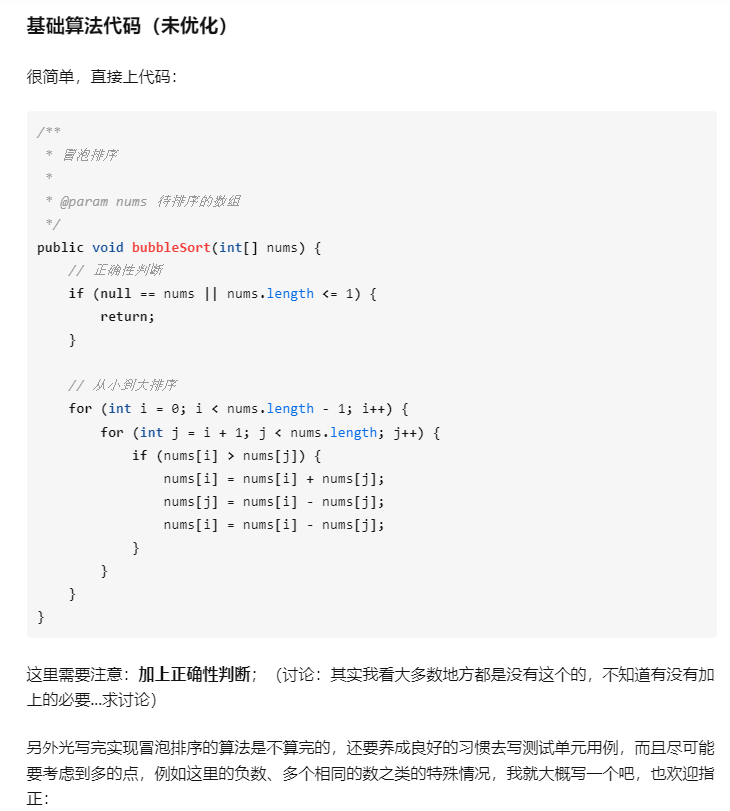 基础算法代码（未优化）
很简单，直接上代码：
/**
 * 冒泡排序
 *
 * @param nums 待排序的数组
 */
public void bubbleSort(int[] nums) {
    // 正确性判断
    if (null == nums || nums.length <= 1) {
        return;
    }

    // 从小到大排序
    for (int i = 0; i < nums.length - 1; i++) {
        for (int j = i + 1; j < nums.length; j++) {
            if (nums[i] > nums[j]) {
                nums[i] = nums[i] + nums[j];
                nums[j] = nums[i] - nums[j];
                nums[i] = nums[i] - nums[j];
            }
        }
    }
}
这里需要注意：加上正确性判断；（讨论：其实我看大多数地方都是没有这个的，不知道有没有加
上的必要...求讨论）
另外光写完实现冒泡排序的算法是不算完的，还要养成良好的习惯去写测试单元用例，而且尽可能
要考虑到多的点，例如这里的负数、多个相同的数之类的特殊情况，我就大概写一个吧，也欢迎指
正：